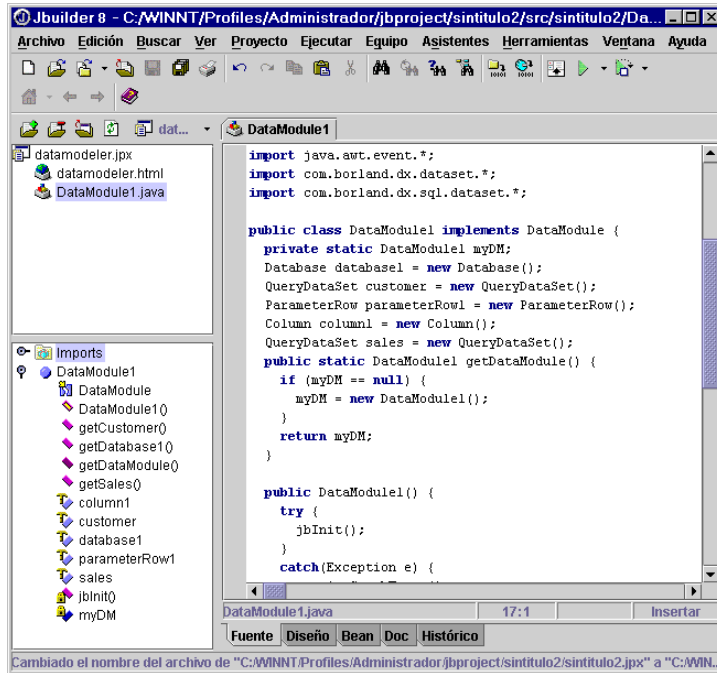 Jbuilder 8 - C:/WINNT/Profiles/Administrador/jbproject/sintitulo2/src/sintitulo2/Da...
Archivo Edición Buscar Ver Proyecto Ejecutar Equipo Asistentes Herramientas Ventana Ayuda
dat...
DataModule1
datamodeler.jpx
datamodeler.html
DataModule1.java
Imports
DataModule1
DataModule
DataModule1()
getCustomer()
getDatabase1()
getDataModule()
getSales()
column1
customer
database1
parameterRow1
sales
jbInit()
myDM
import java.awt.event.*;
import com.borland.dx.dataset.*;
import com.borland.dx.sql.dataset.*;
public class DataModule1 implements DataModule {
private static DataModule1 myDM;
Database database1 = new Database();
QueryDataSet customer = new QueryDataSet();
ParameterRow parameterRow1 = new ParameterRow();
Column column1 = new Column();
QueryDataSet sales = new QueryDataSet();
public static DataModule1 getDataModule() {
if (myDM == null) {
myDM = new DataModule1();
}
return myDM;
}
public DataModule1() {
try {
jbInit();
}
catch(Exception e) {
DataModule1.java 17:1 Insertar
Fuente Diseño Bean Doc Histórico
Cambiado el nombre del archivo de "C:/WINNT/Profiles/Administrador/jbproject/sintitulo2/sintitulo2.jpx" a "C:/WIN...